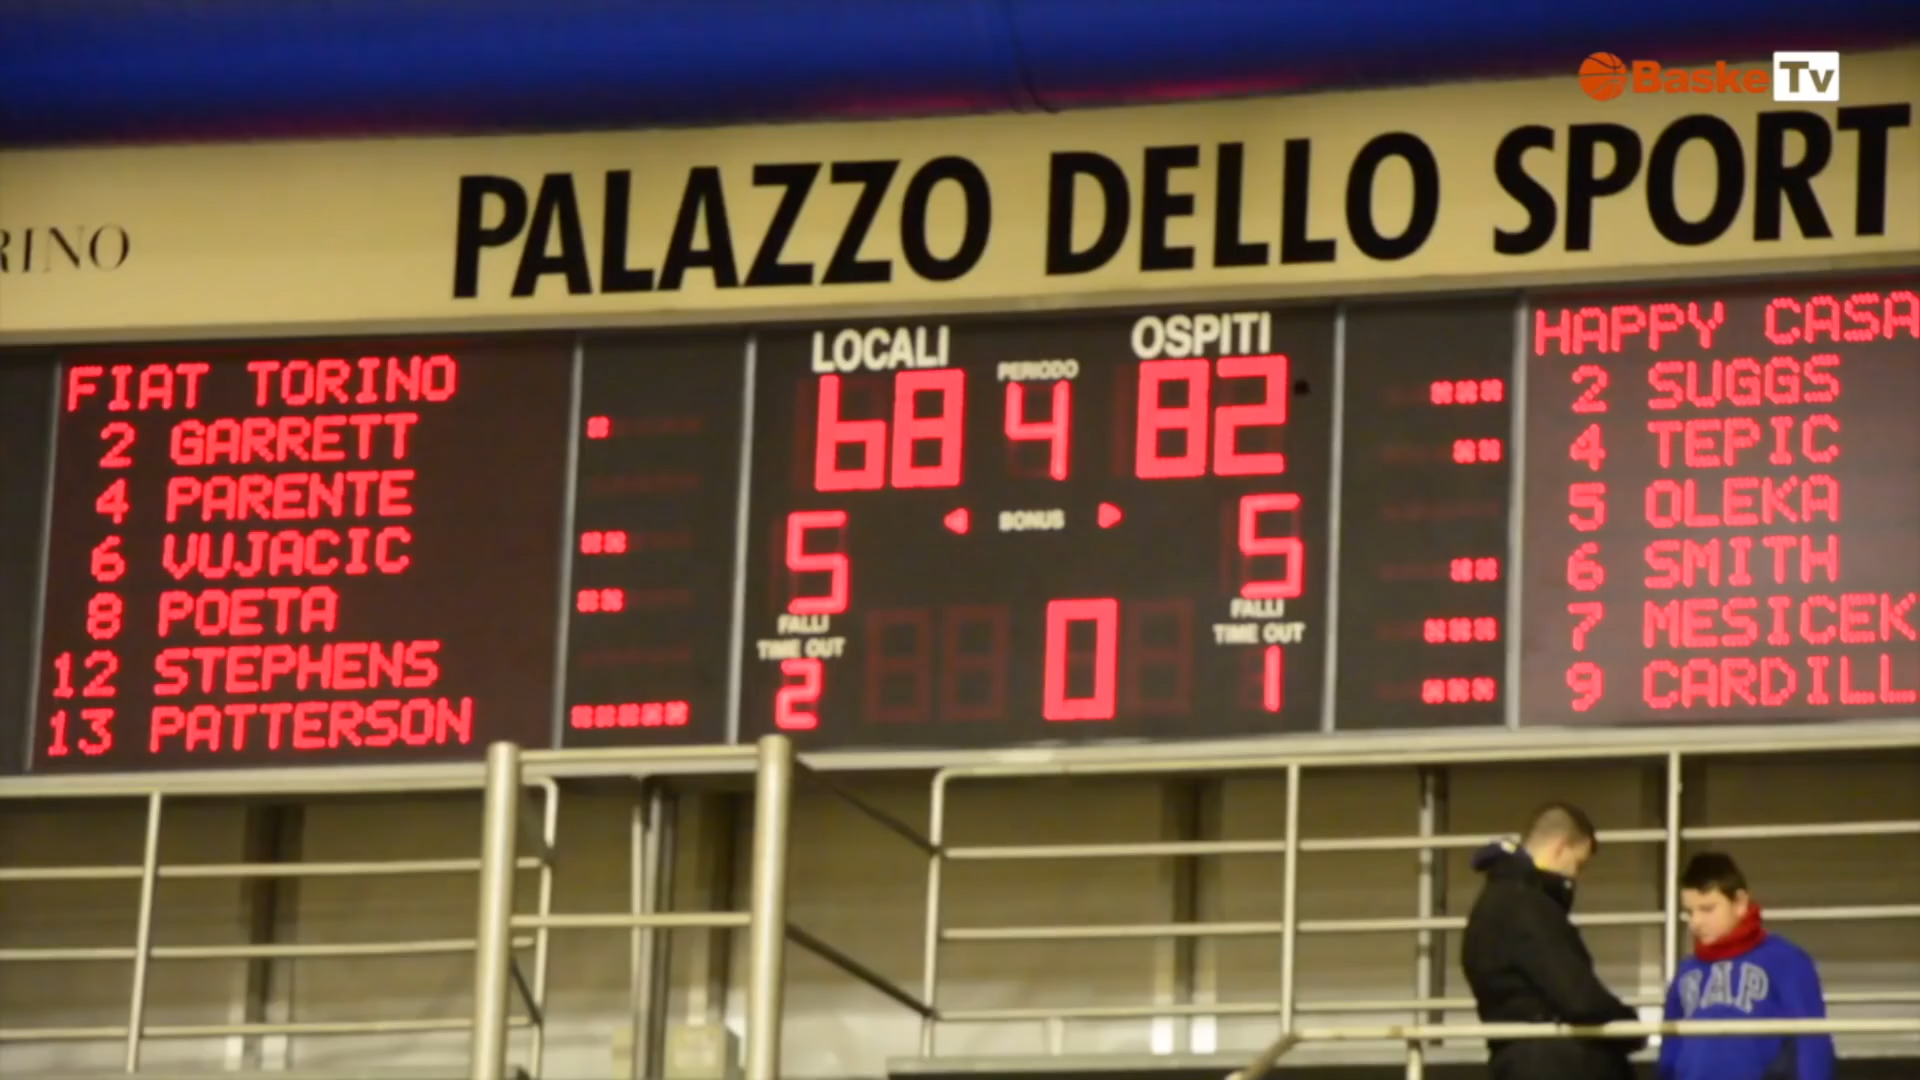 BaskeTv
RINO
PALAZZO DELLO SPORT
LOCALI
PERIODO
OSPITI
68 4 82
BONUS
5 5
FALLI
TIME OUT
FALLI
TIME OUT
2 0 1
FIAT TORINO
2 GARRETT
4 PARENTE
6 VUJACIC
8 POETA
12 STEPHENS
13 PATTERSON
HAPPY CASA
2 SUGGS
4 TEPIC
5 OLEKA
6 SMITH
7 MESICEK
9 CARDILL
GAP